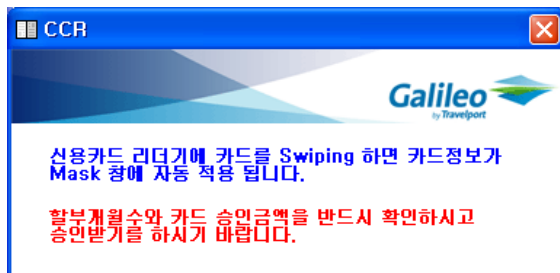 CCR
Galileo
by Travelport
신용카드 리더기에 카드를 Swiping 하면 카드정보가
Mask 창에 자동 적용 됩니다.
할부개월수와 카드 승인금액을 반드시 확인하시고
승인받기를 하시기 바랍니다.